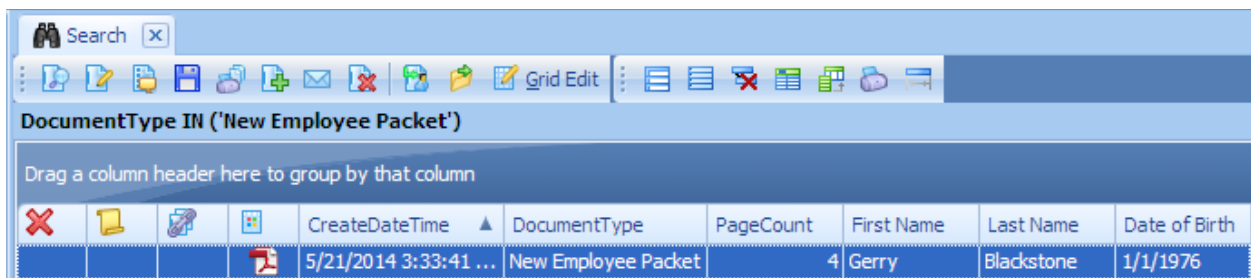 Search
Grid Edit
DocumentType IN ('New Employee Packet')
Drag a column header here to group by that column
CreateDateTime DocumentType PageCount First Name Last Name Date of Birth
5/21/2014 3:33:41 ... New Employee Packet 4 Gerry Blackstone 1/1/1976